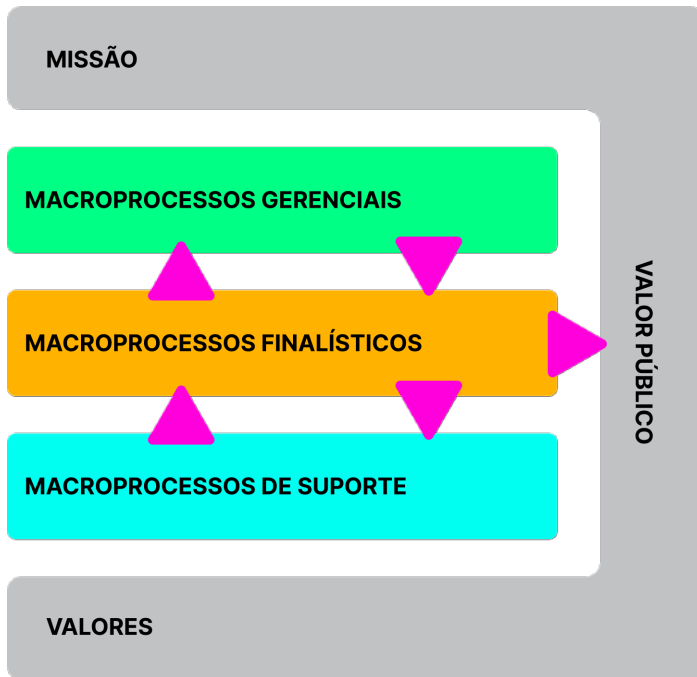 MISSÃO
MACROPROCESSOS GERENCIAIS
MACROPROCESSOS FINALÍSTICOS
VALOR PÚBLICO
MACROPROCESSOS DE SUPORTE
VALORES